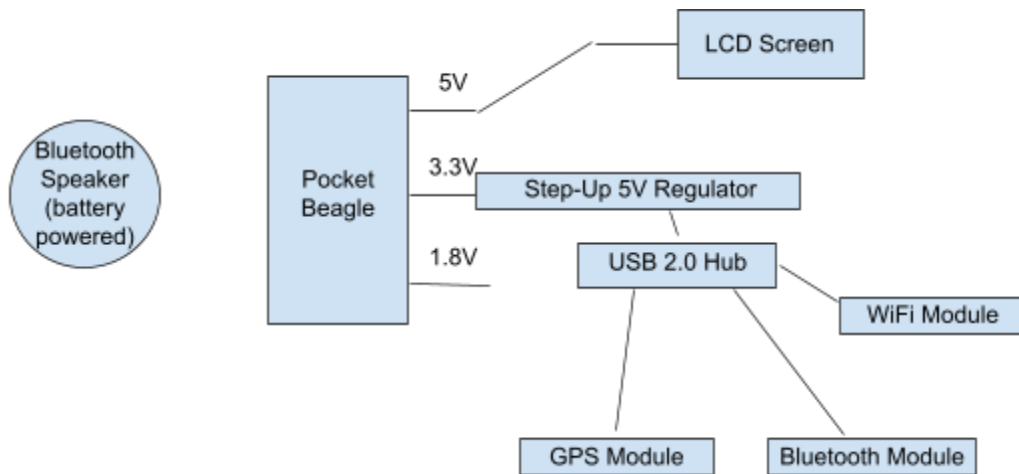 LCD Screen
5V
Bluetooth
Speaker
(battery
powered)
Pocket
Beagle
3.3V
Step-Up 5V Regulator
1.8V
USB 2.0 Hub
WiFi Module
GPS Module
Bluetooth Module